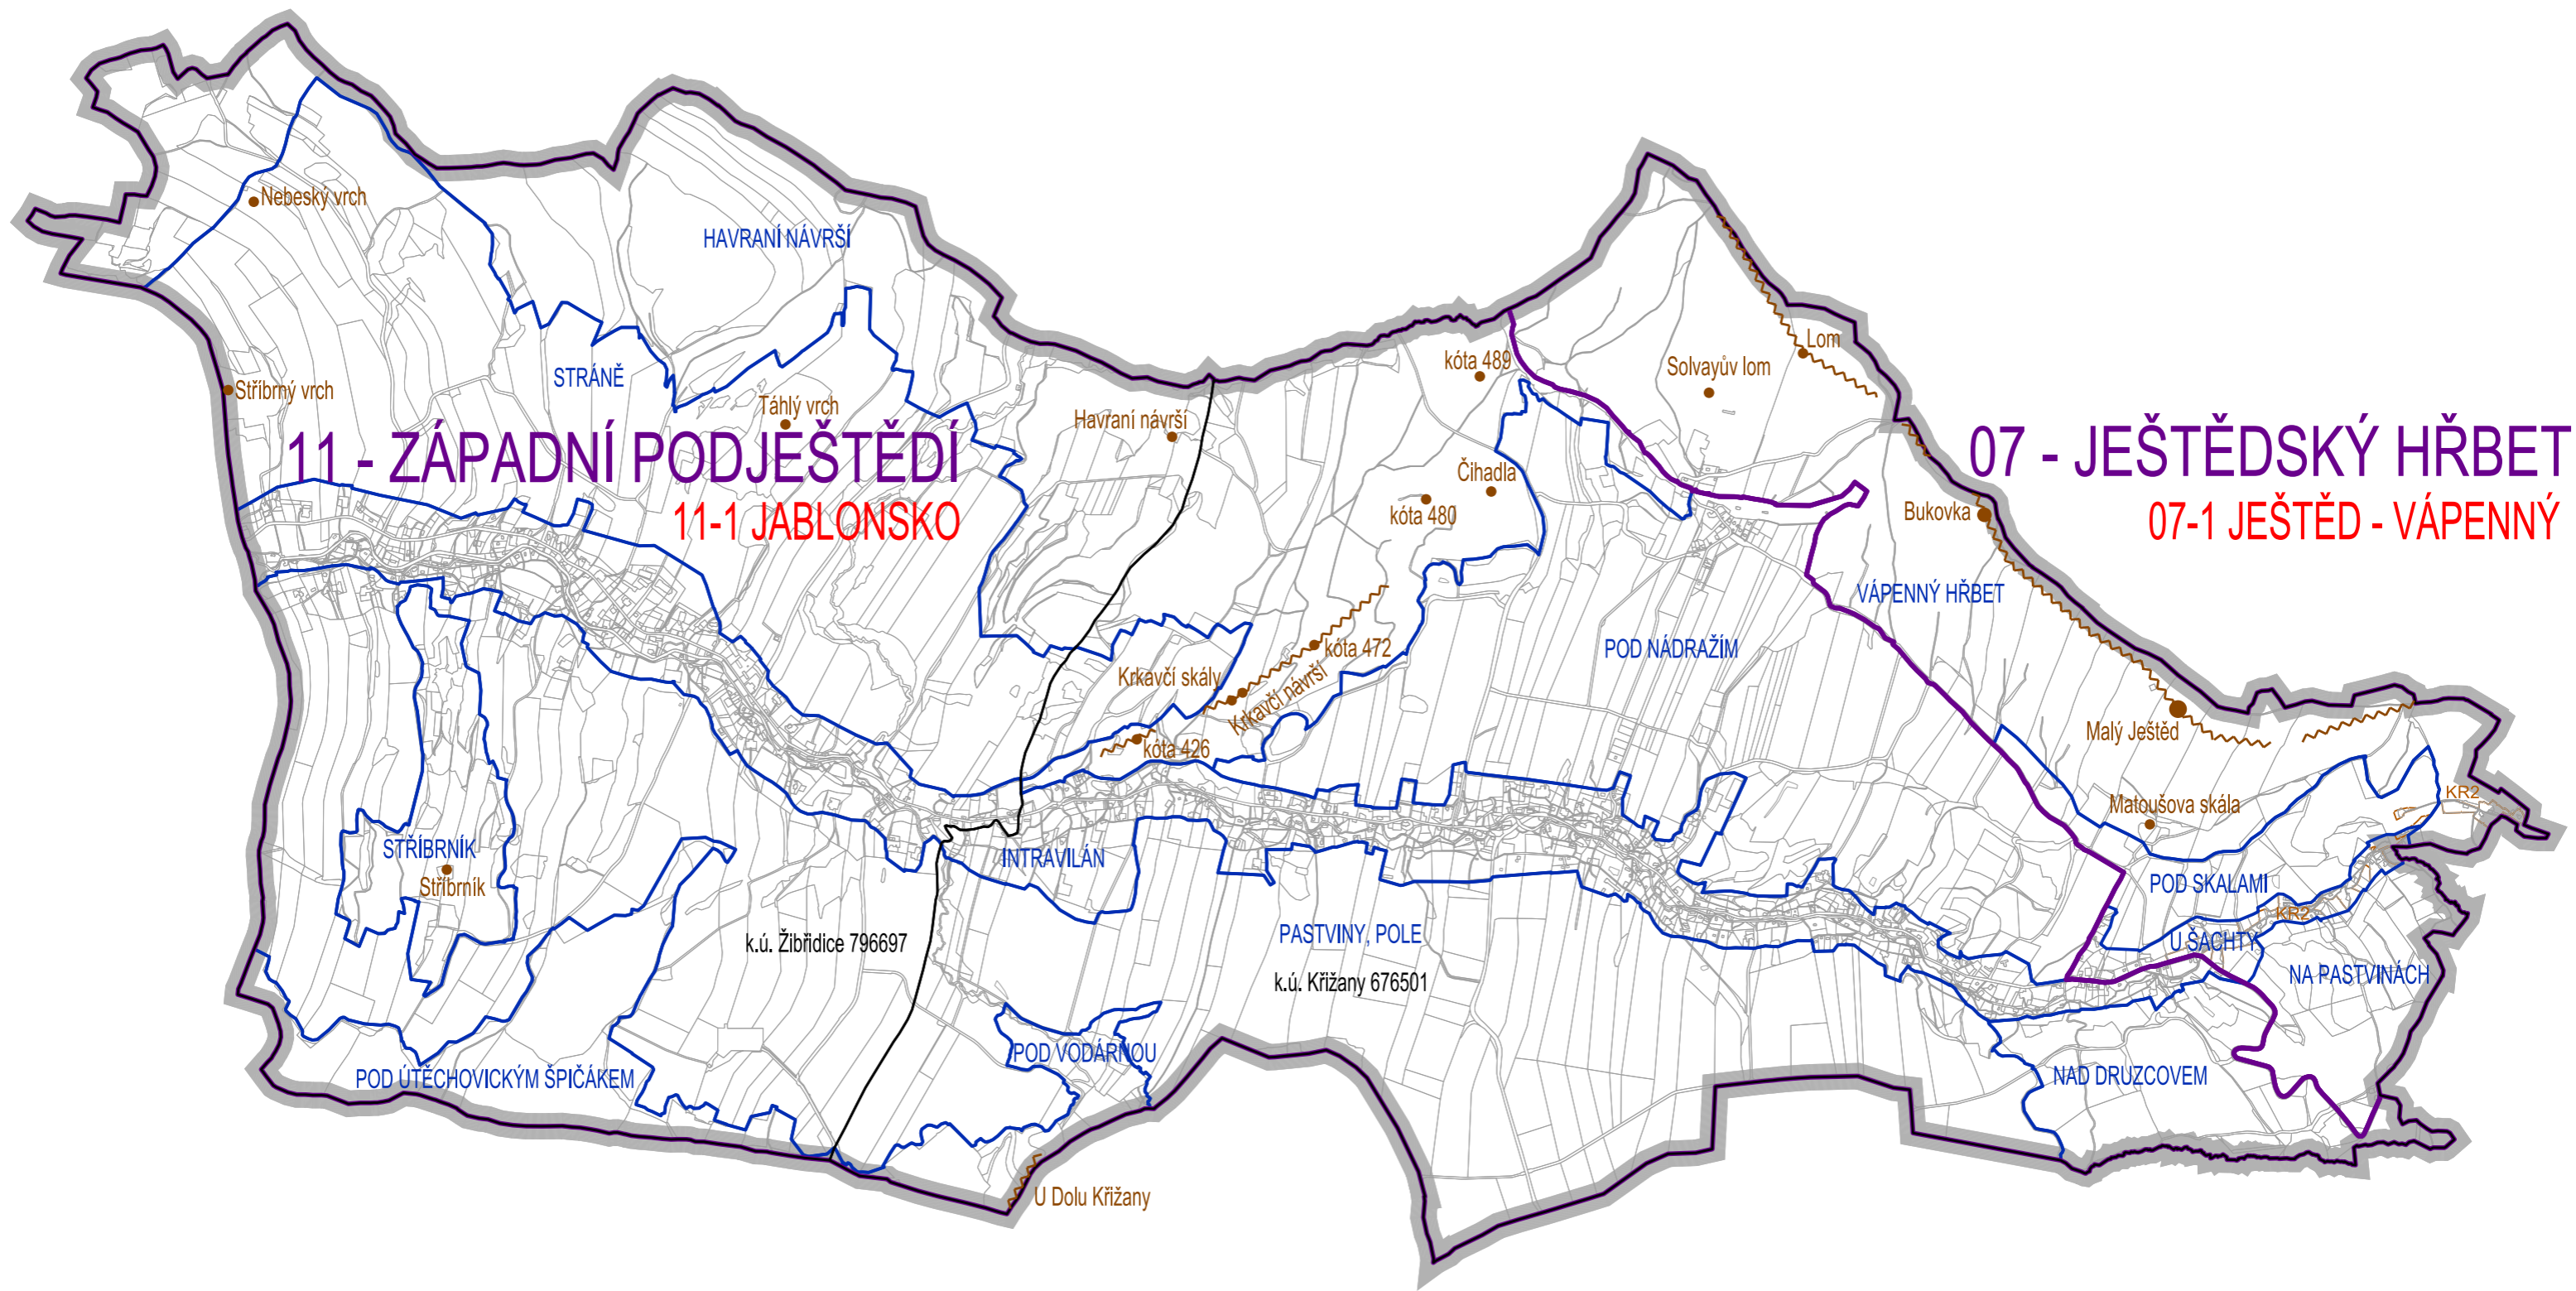 Nebeský vrch
HAVRANÍ NÁVRŠÍ
Lom
kóta 489
Solvayův lom
STRÁNĚ
Stříbrný vrch
Táhlý vrch
Havraní návrší
11 - ZÁPADNÍ PODJEŠTĚDÍ
07 - JEŠTĚDSKÝ HŘBET
Čihadla
11-1 JABLONSKO
kóta 480
Bukovka
07-1 JEŠTĚD - VÁPENNÝ
VÁPENNÝ HŘBET
kóta 472
POD NÁDRAŽÍM
Krkavčí skály
Krkavčí návrší
Malý Ještěd
kóta 426
KR2
Matoušova skála
STŘÍBRNÍK
INTRAVILÁN
Stříbrník
POD SKALAMI
KR2
k.ú. Žibřidice 796697
PASTVINY, POLE
U ŠACHTY
k.ú. Křižany 676501
NA PASTVINÁCH
POD VODÁRNOU
POD ÚTĚCHOVICKÝM ŠPIČÁKEM
NAD DRUZCOVEM
U Dolu Křižany